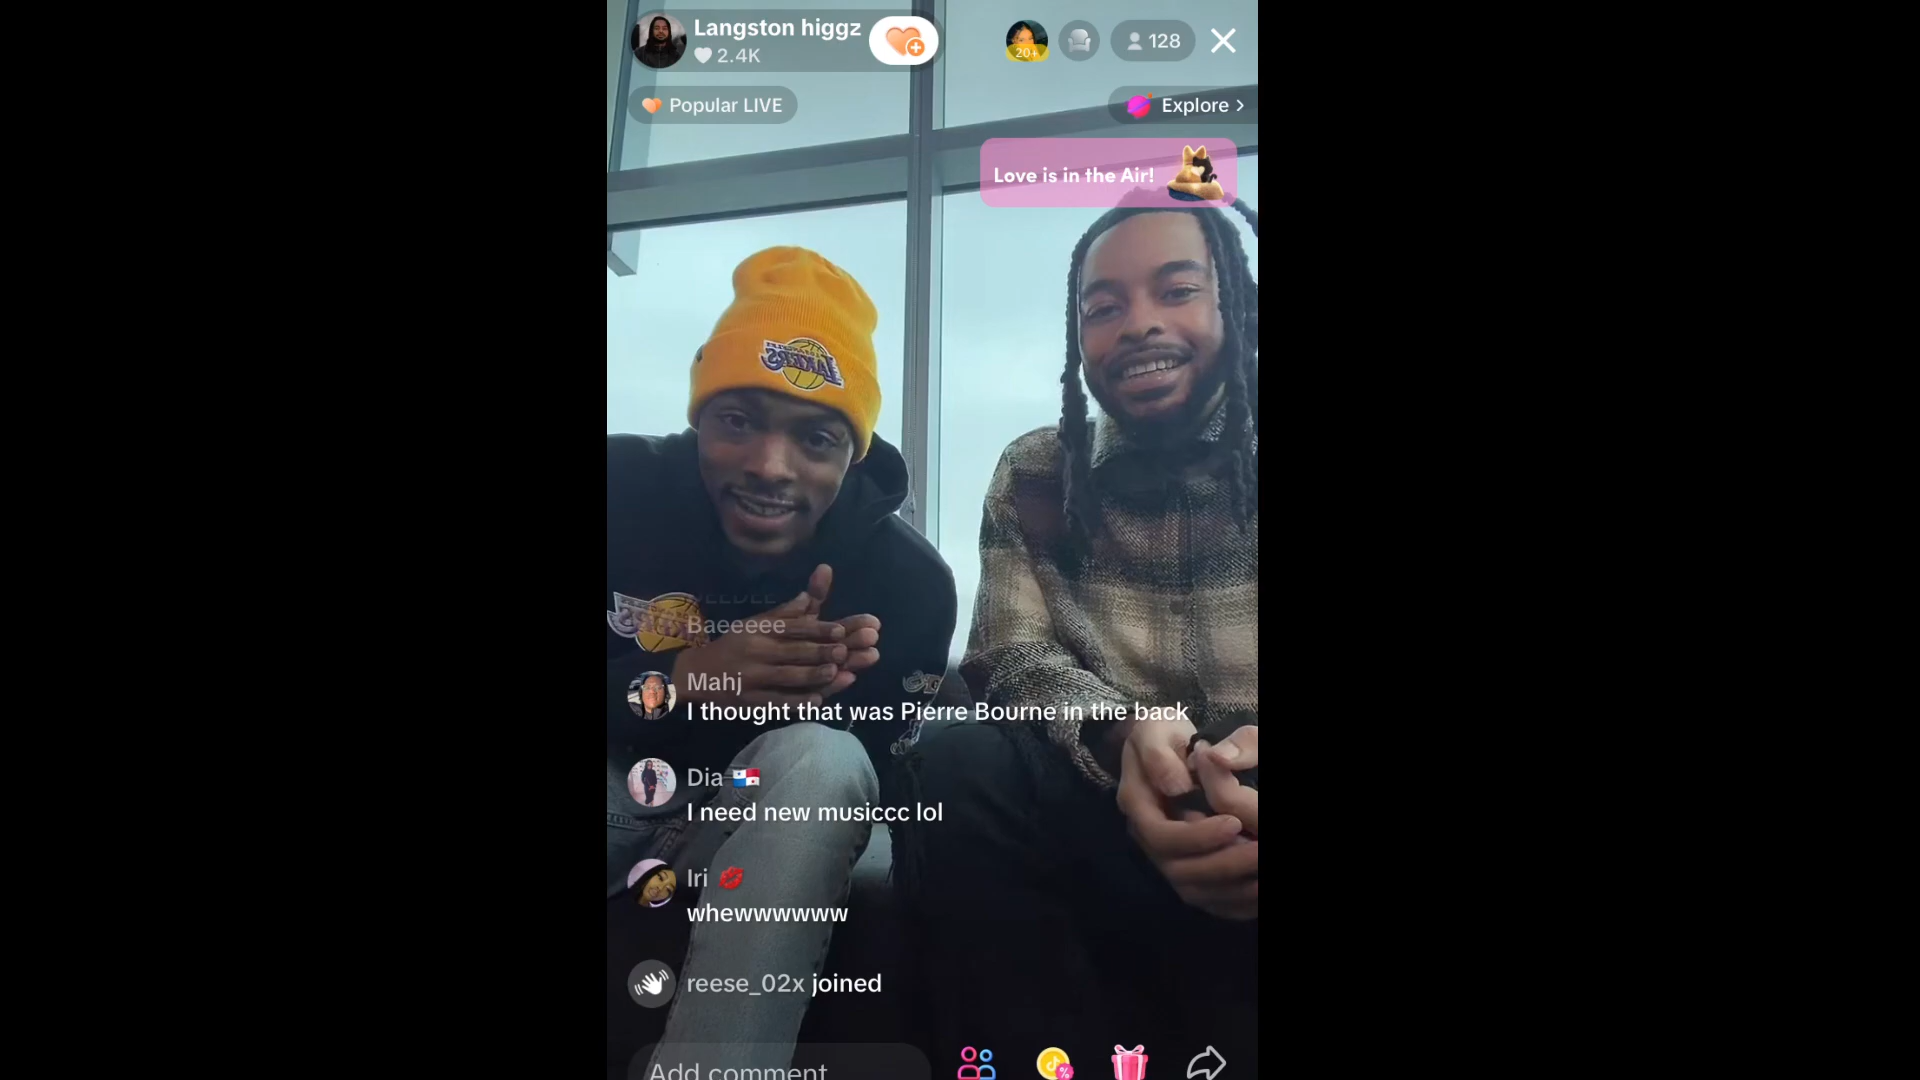 Langston higgz
2.4K
20+
128
Popular LIVE
Explore >
Love is in the Air!
LAKERS
Baeeeee
Mahj
I thought that was Pierre Bourne in the back
Dia 🇵🇦
I need new musiccc lol
Iri 💋
whewwwwww
reese_02x joined
Add comment